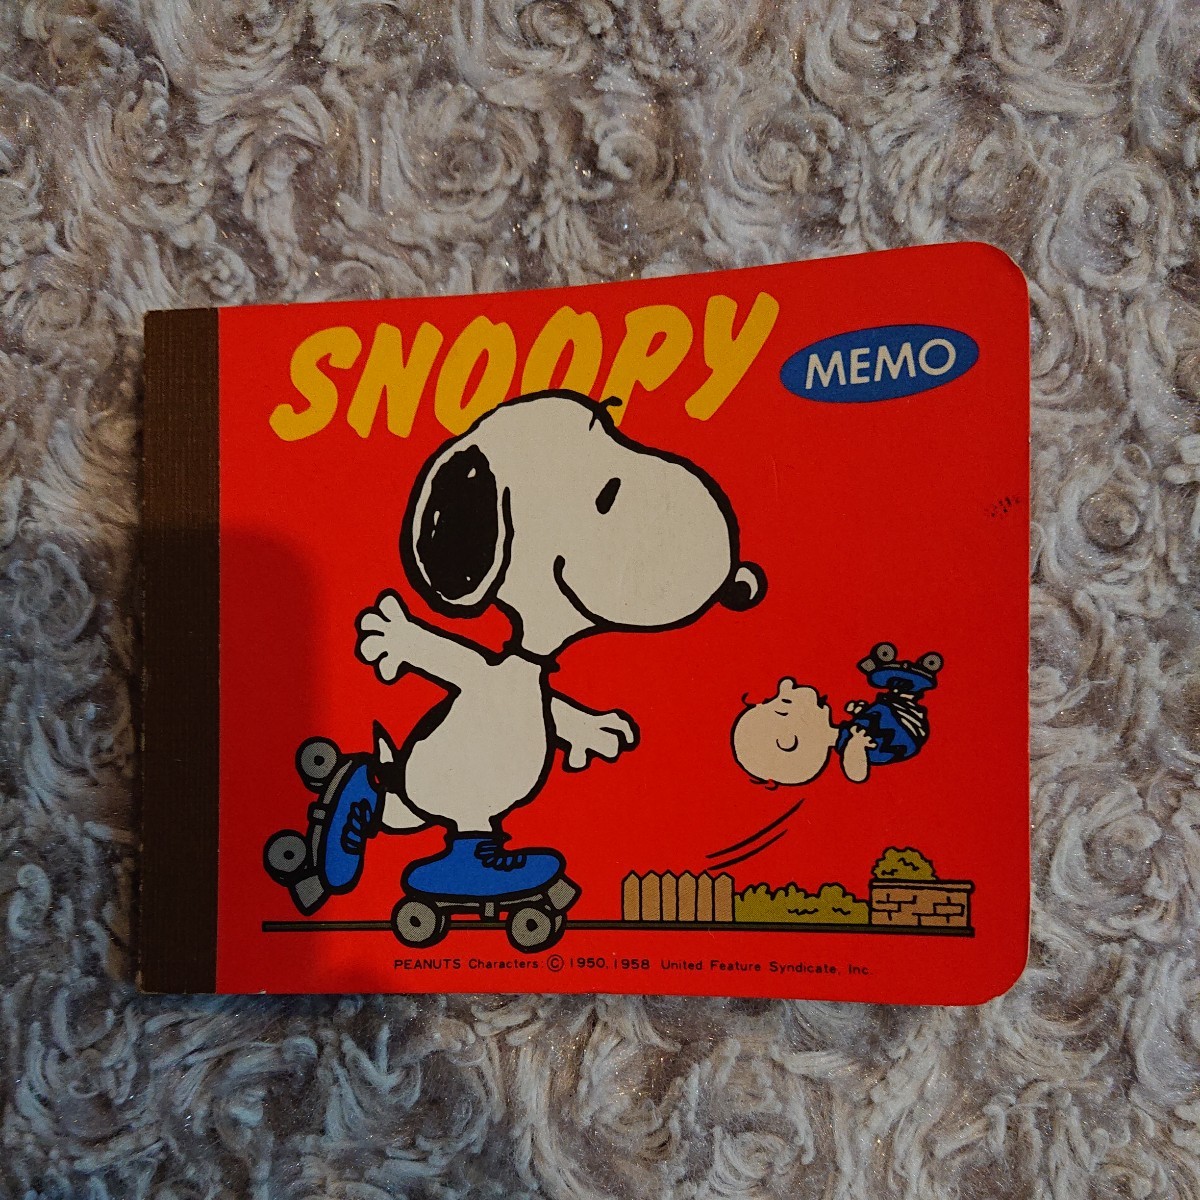 SNOOPY
MEMO
PEANUTS Characters: © 1950, 1958 United Feature Syndicate, Inc.